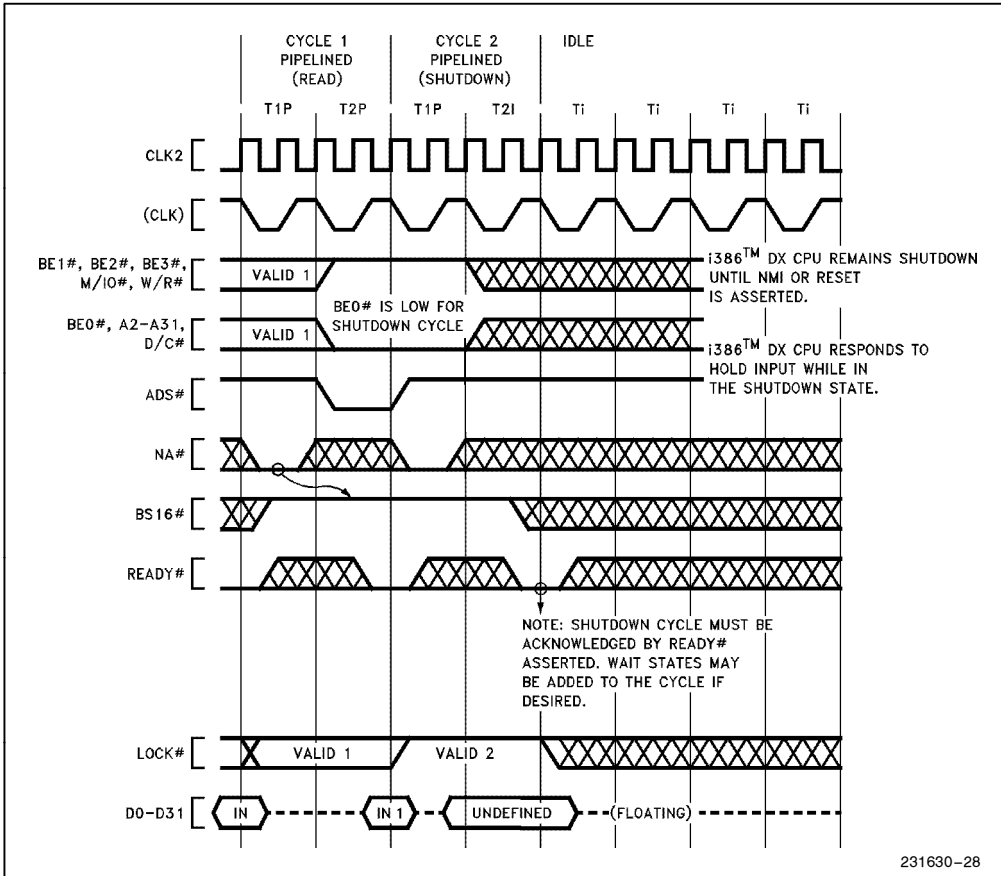 CYCLE 1
PIPELINED
(READ)
CYCLE 2
PIPELINED
(SHUTDOWN)
IDLE
T1P T2P T1P T2I Ti Ti Ti Ti
CLK2
(CLK)
BE1#, BE2#, BE3#,
M/IO#, W/R#
VALID 1
i386™ DX CPU REMAINS SHUTDOWN
UNTIL NMI OR RESET
IS ASSERTED.
BE0# IS LOW FOR
SHUTDOWN CYCLE
BE0#, A2-A31,
D/C#
VALID 1
i386™ DX CPU RESPONDS TO
HOLD INPUT WHILE IN
THE SHUTDOWN STATE.
ADS#
NA#
BS16#
READY#
NOTE: SHUTDOWN CYCLE MUST BE
ACKNOWLEDGED BY READY#
ASSERTED. WAIT STATES MAY
BE ADDED TO THE CYCLE IF
DESIRED.
LOCK#
VALID 1
VALID 2
D0-D31
IN
IN 1
UNDEFINED
(FLOATING)
231630-28